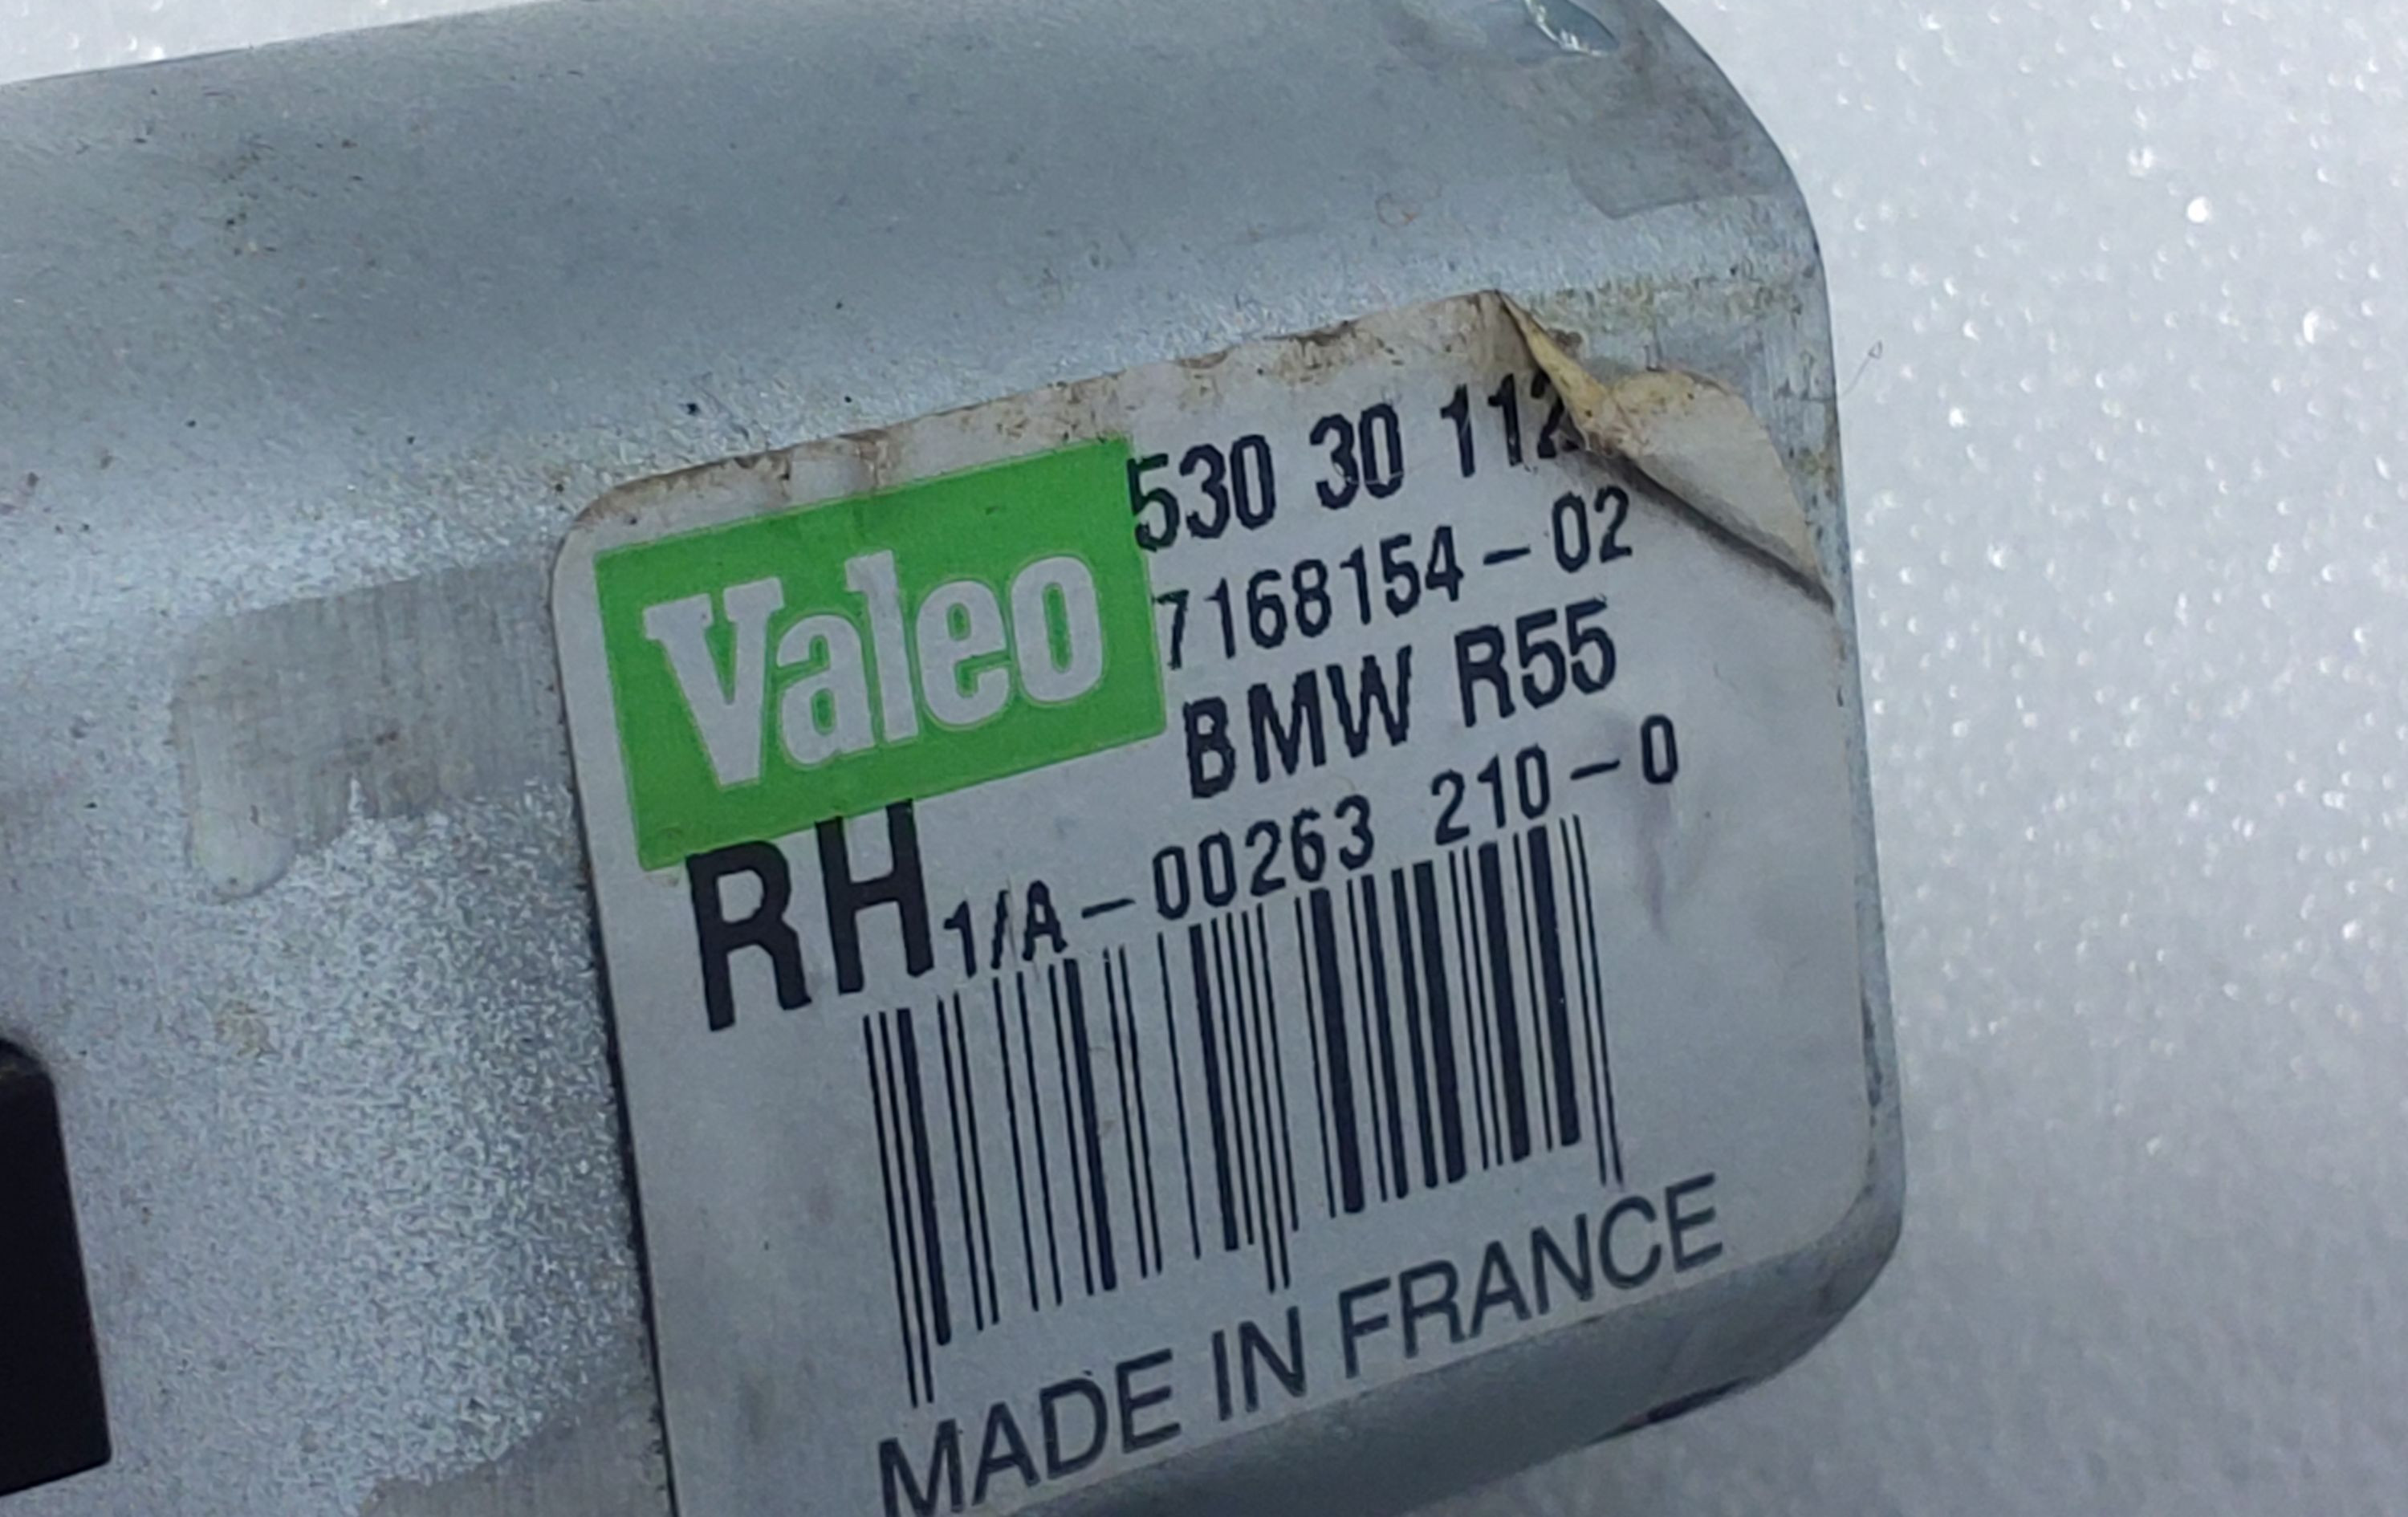 Valeo
530 30 112
7168154-02
BMW R55
RH 1/A-00263 210-0
MADE IN FRANCE